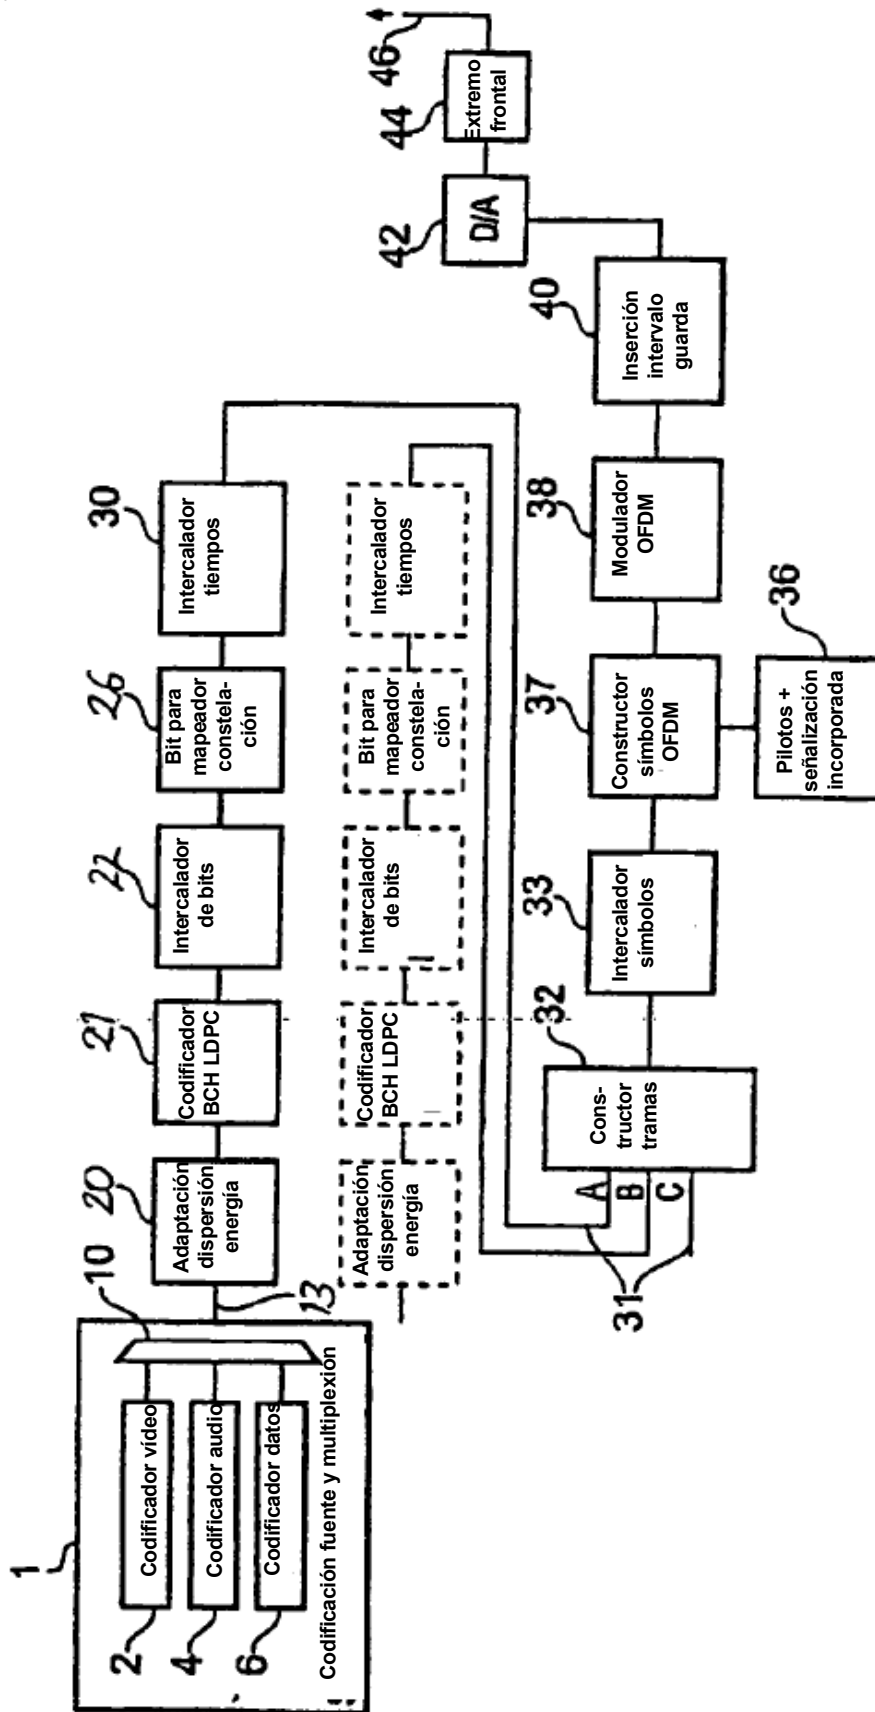 1
2
Codificador vídeo
4
Codificador audio
6
Codificador datos
Codificación fuente y multiplexión
10
13
20
Adaptación
dispersión
energía
21
Codificador
BCH LDPC
22
Intercalador
de bits
26
Bit para
mapeador
constela-
ción
30
Intercalador
tiempos
Adaptación
dispersión
energía
Codificador
BCH LDPC
Intercalador
de bits
Bit para
mapeador
constela-
ción
Intercalador
tiempos
31
A
B
C
32
Cons-
tructor
tramas
33
Intercalador
símbolos
37
Constructor
símbolos
OFDM
36
Pilotos +
señalización
incorporada
38
Modulador
OFDM
40
Inserción
intervalo
guarda
42
D/A
44
Extremo
frontal
46